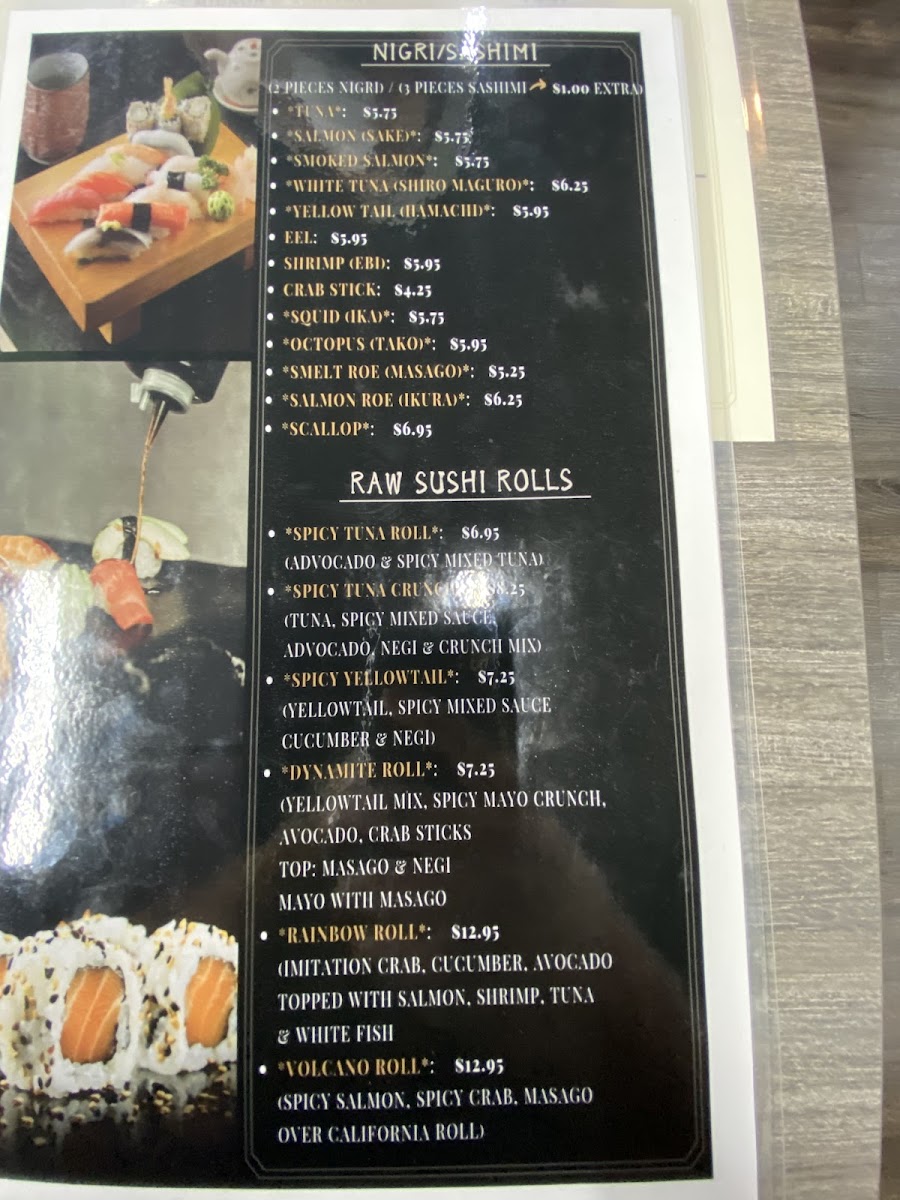 NIGRI/SASHIMI
(2 PIECES NIGRI) / (3 PIECES SASHIMI $1.00 EXTRA)
*TUNA*: $5.75
*SALMON (SAKE)*: $5.75
*SMOKED SALMON*: $5.75
*WHITE TUNA (SHIRO MAGURO)*: $6.25
*YELLOW TAIL (HAMACHI)*: $5.95
EEL: $5.95
SHRIMP (EBI): $5.95
CRAB STICK: $4.25
*SQUID (IKA)*: $5.75
*OCTOPUS (TAKO)*: $5.95
*SMELT ROE (MASAGO)*: $5.25
*SALMON ROE (IKURA)*: $6.25
*SCALLOP*: $6.95
RAW SUSHI ROLLS
*SPICY TUNA ROLL*: $6.95
(ADVOCADO & SPICY MIXED TUNA)
*SPICY TUNA $8.25
(TUNA, SPICY MIXED SAUCE,
ADVOCADO, NEGI & CRUNCH MIX)
*SPICY YELLOWTAIL*: $7.25
(YELLOWTAIL, SPICY MIXED SAUCE
CUCUMBER & NEGI)
*DYNAMITE ROLL*: $7.25
(YELLOWTAIL MIX, SPICY MAYO CRUNCH,
AVOCADO, CRAB STICKS
TOP: MASAGO & NEGI
MAYO WITH MASAGO
*RAINBOW ROLL*: $12.95
(IMITATION CRAB, CUCUMBER, AVOCADO
TOPPED WITH SALMON, SHRIMP, TUNA
& WHITE FISH
*VOLCANO ROLL*: $12.95
(SPICY SALMON, SPICY CRAB, MASAGO
OVER CALIFORNIA ROLL)